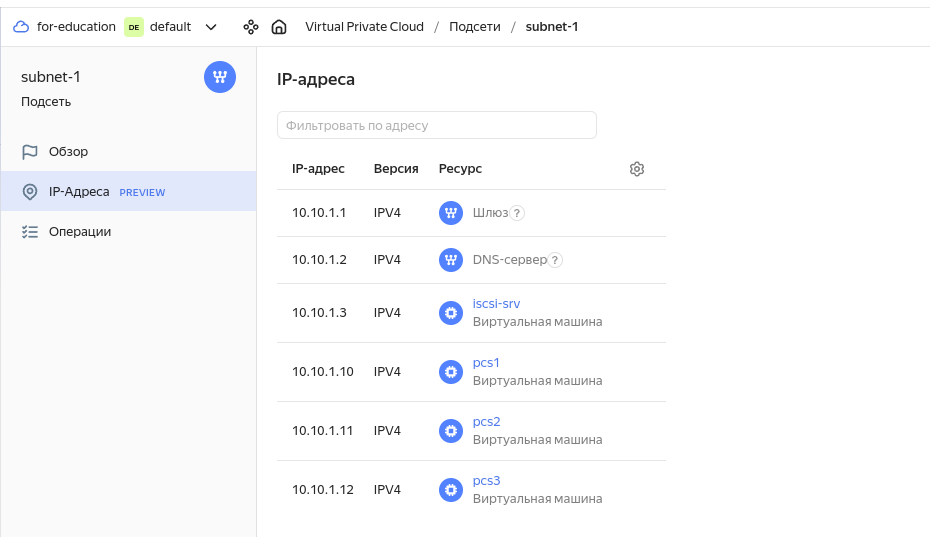 for-education DE default Virtual Private Cloud / Подсети / subnet-1
subnet-1
Подсеть
Обзор
IP-Адреса PREVIEW
Операции
IP-адреса
Фильтровать по адресу
IP-адрес Версия Ресурс
10.10.1.1 IPV4 Шлюз ?
10.10.1.2 IPV4 DNS-сервер ?
10.10.1.3 IPV4 iscsi-srv
Виртуальная машина
10.10.1.10 IPV4 pcs1
Виртуальная машина
10.10.1.11 IPV4 pcs2
Виртуальная машина
10.10.1.12 IPV4 pcs3
Виртуальная машина